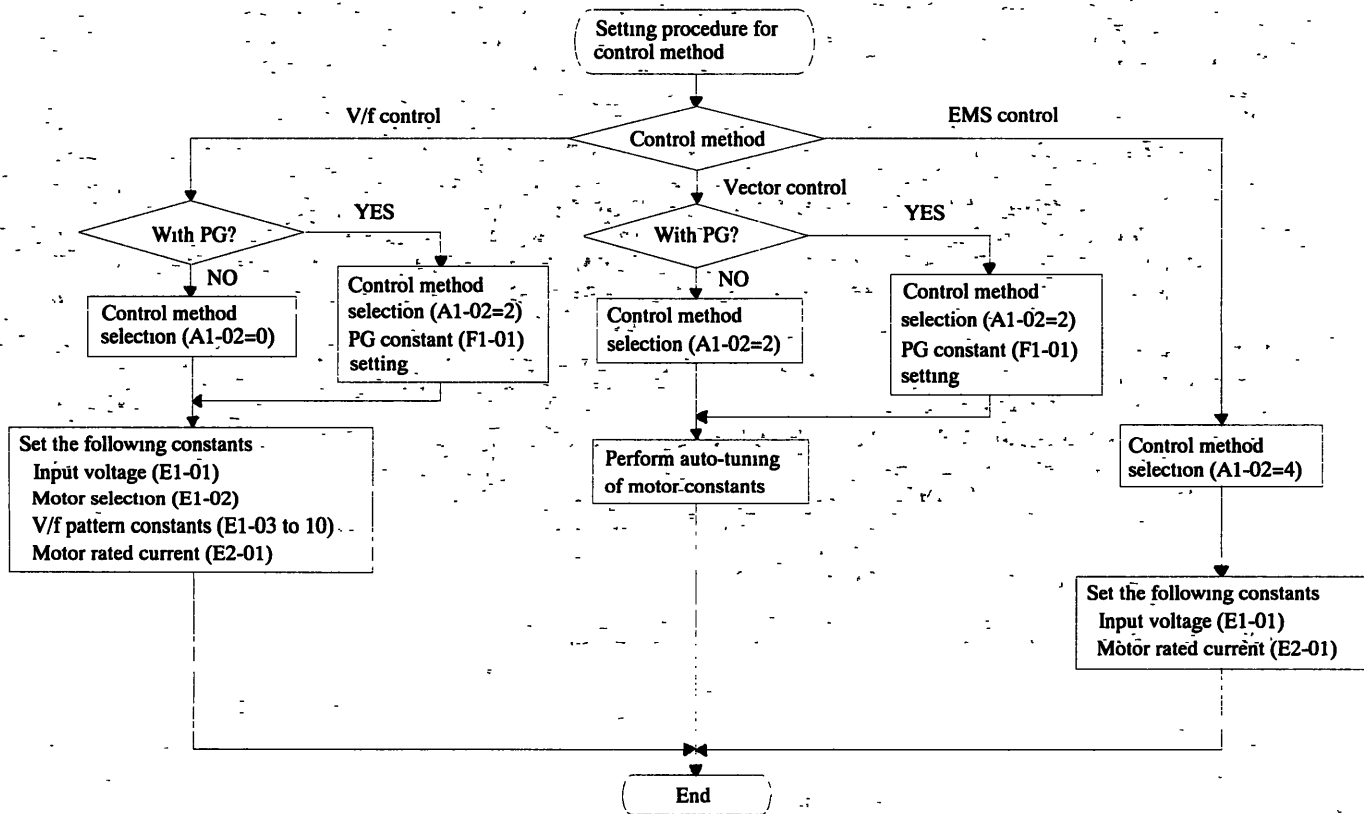 Setting procedure for
control method
V/f control
EMS control
Control method
Vector control
With PG?
YES
NO
Control method
selection (A1-02=0)
Control method
selection (A1-02=2)
PG constant (F1-01)
setting
With PG?
YES
NO
Control method
selection (A1-02=2)
Control method
selection (A1-02=2)
PG constant (F1-01)
setting
Set the following constants
Input voltage (E1-01)
Motor selection (E1-02)
V/f pattern constants (E1-03 to 10)
Motor rated current (E2-01)
Perform auto-tuning
of motor constants
Control method
selection (A1-02=4)
Set the following constants
Input voltage (E1-01)
Motor rated current (E2-01)
End